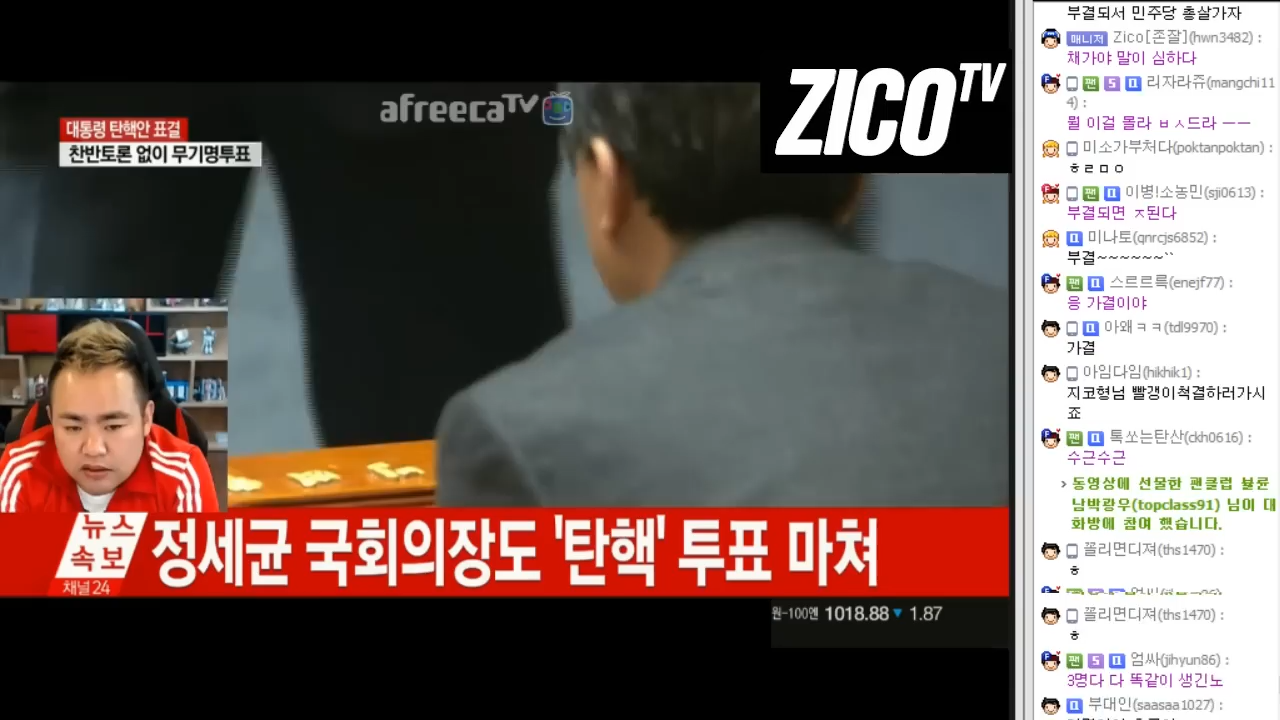 afreecaTV
ZICO TV
대통령 탄핵안 표결
찬반토론 없이 무기명투표
뉴스
속보
채널24
정세균 국회의장도 '탄핵' 투표 마쳐
원-100엔 1018.88 ▼ 1.87
부결되서 민주당 총살가자
매니저 Zico[존잘](hwn3482) :
채가야 말이 심하다
팬 S 리자라쥬(mangchi11
4) :
뭘 이걸 몰라 ㅂㅅ드라 ㅡㅡ
미소가부처다(poktanpoktan) :
ㅎㄹㅁㅇ
팬 이병!소농민(sji0613) :
부결되면 ㅈ된다
미나토(qnrcjs6852) :
부결~~~~~~``
팬 스르르륵(enejf77) :
응 가결이야
아왜ㅋㅋ(tdl9970) :
가결
아임다임(hikhik1) :
지코형님 빨갱이척결하러가시
죠
팬 톡쏘는탄산(ckh0616) :
수근수근
› 동영상에 선물한 팬클럽 뷸륜
남박광우(topclass91) 님이 대
화방에 참여 했습니다.
꼴리면디져(ths1470) :
ㅎ
꼴리면디져(ths1470) :
ㅎ
팬 S 엄싸(jihyun86) :
3명다 다 똑같이 생긴노
부대인(saasaa1027) :